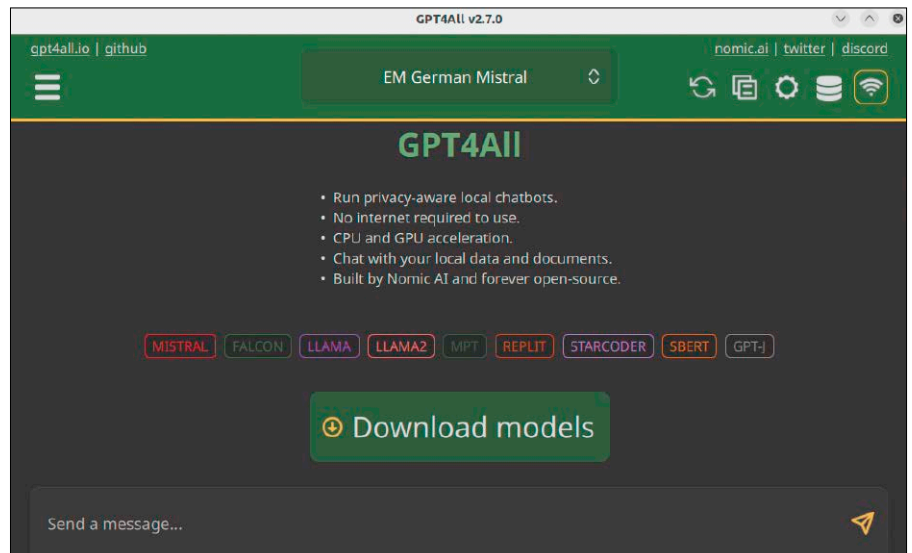 GPT4All v2.7.0
gpt4all.io | github
nomic.ai | twitter | discord
EM German Mistral
GPT4All
• Run privacy-aware local chatbots.
• No internet required to use.
• CPU and GPU acceleration.
• Chat with your local data and documents.
• Built by Nomic AI and forever open-source.
MISTRAL FALCON LLAMA LLAMA2 MPT REPLIT STARCODER SBERT GPT-J
Download models
Send a message...